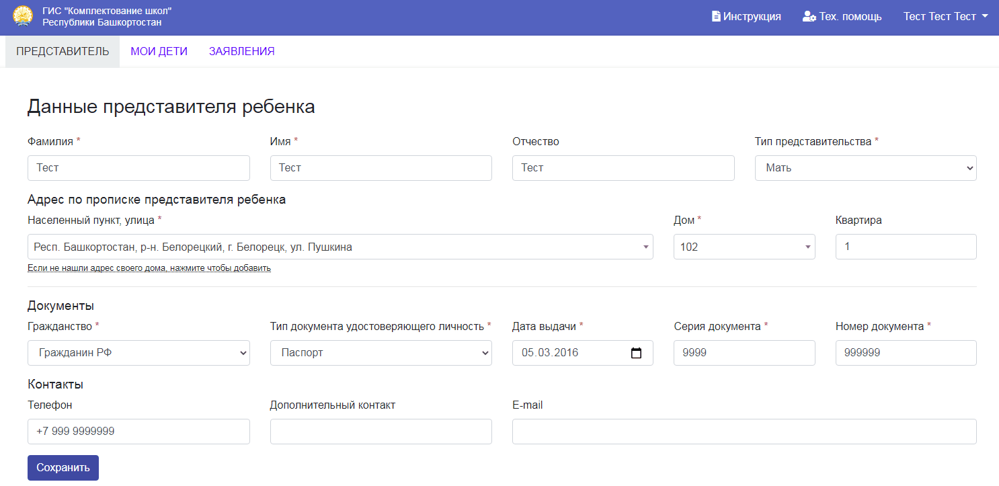 ГИС "Комплектование школ"
Республики Башкортостан
Инструкция
Тех. помощь
Тест Тест Тест
ПРЕДСТАВИТЕЛЬ
МОИ ДЕТИ
ЗАЯВЛЕНИЯ
Данные представителя ребенка
Фамилия *
Имя *
Отчество
Тип представительства *
Тест
Тест
Тест
Мать
Адрес по прописке представителя ребенка
Населенный пункт, улица *
Дом *
Квартира
Респ. Башкортостан, р-н. Белорецкий, г. Белорецк, ул. Пушкина
102
1
Если не нашли адрес своего дома, нажмите чтобы добавить
Документы
Гражданство *
Тип документа удостоверяющего личность *
Дата выдачи *
Серия документа *
Номер документа *
Гражданин РФ
Паспорт
05.03.2016
9999
999999
Контакты
Телефон
Дополнительный контакт
E-mail
+7 999 9999999
Сохранить